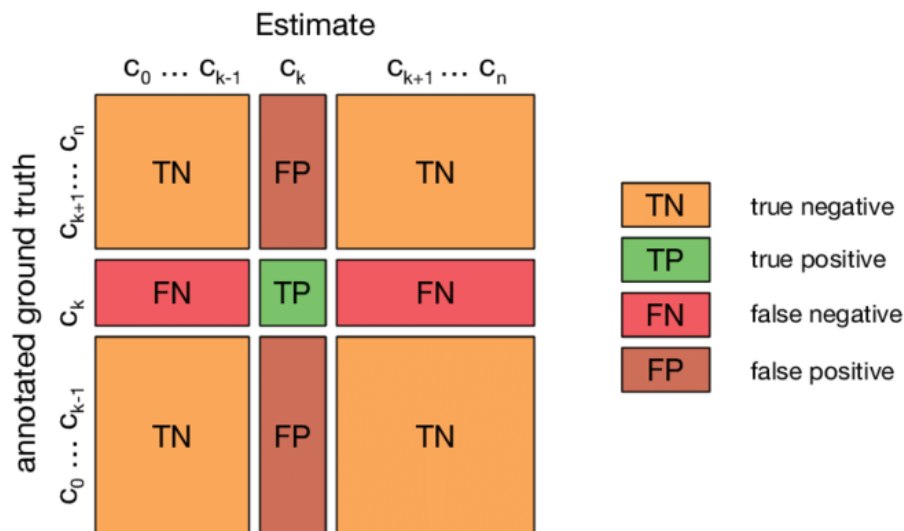 Estimate
c0 ... ck-1 ck ck+1 ... cn
annotated ground truth
ck+1... cn
TN FP TN
ck
FN TP FN
c0 ... ck-1
TN FP TN
TN true negative
TP true positive
FN false negative
FP false positive